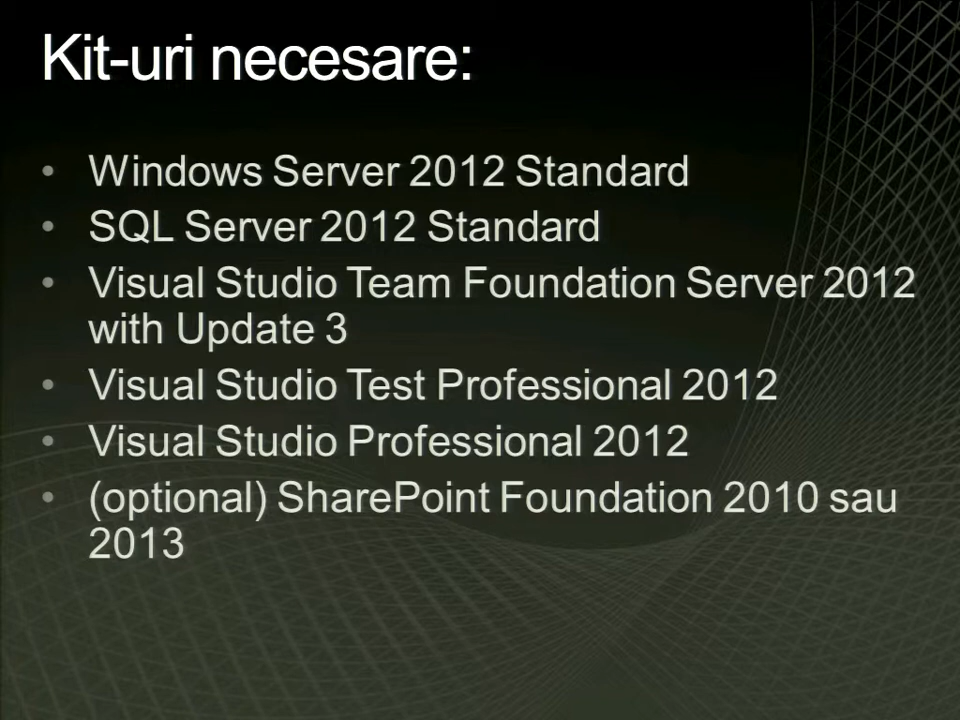 Kit-uri necesare:
• Windows Server 2012 Standard
• SQL Server 2012 Standard
• Visual Studio Team Foundation Server 2012
with Update 3
• Visual Studio Test Professional 2012
• Visual Studio Professional 2012
• (optional) SharePoint Foundation 2010 sau
2013